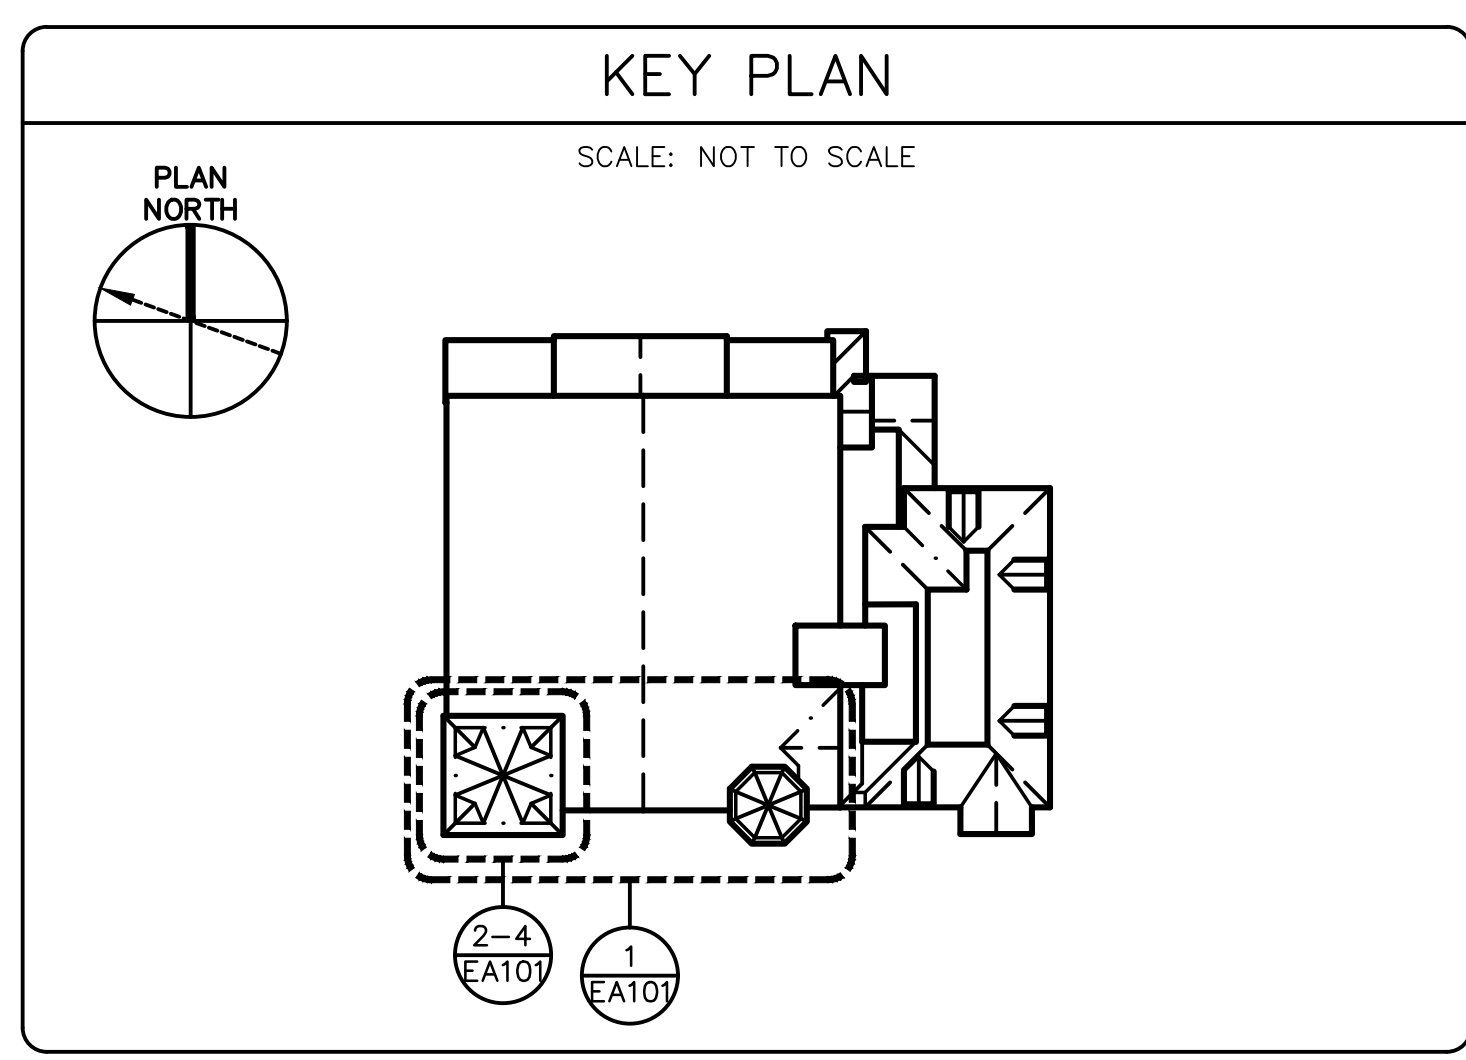 KEY PLAN
SCALE: NOT TO SCALE
PLAN
NORTH
2-4
EA101
1
EA101